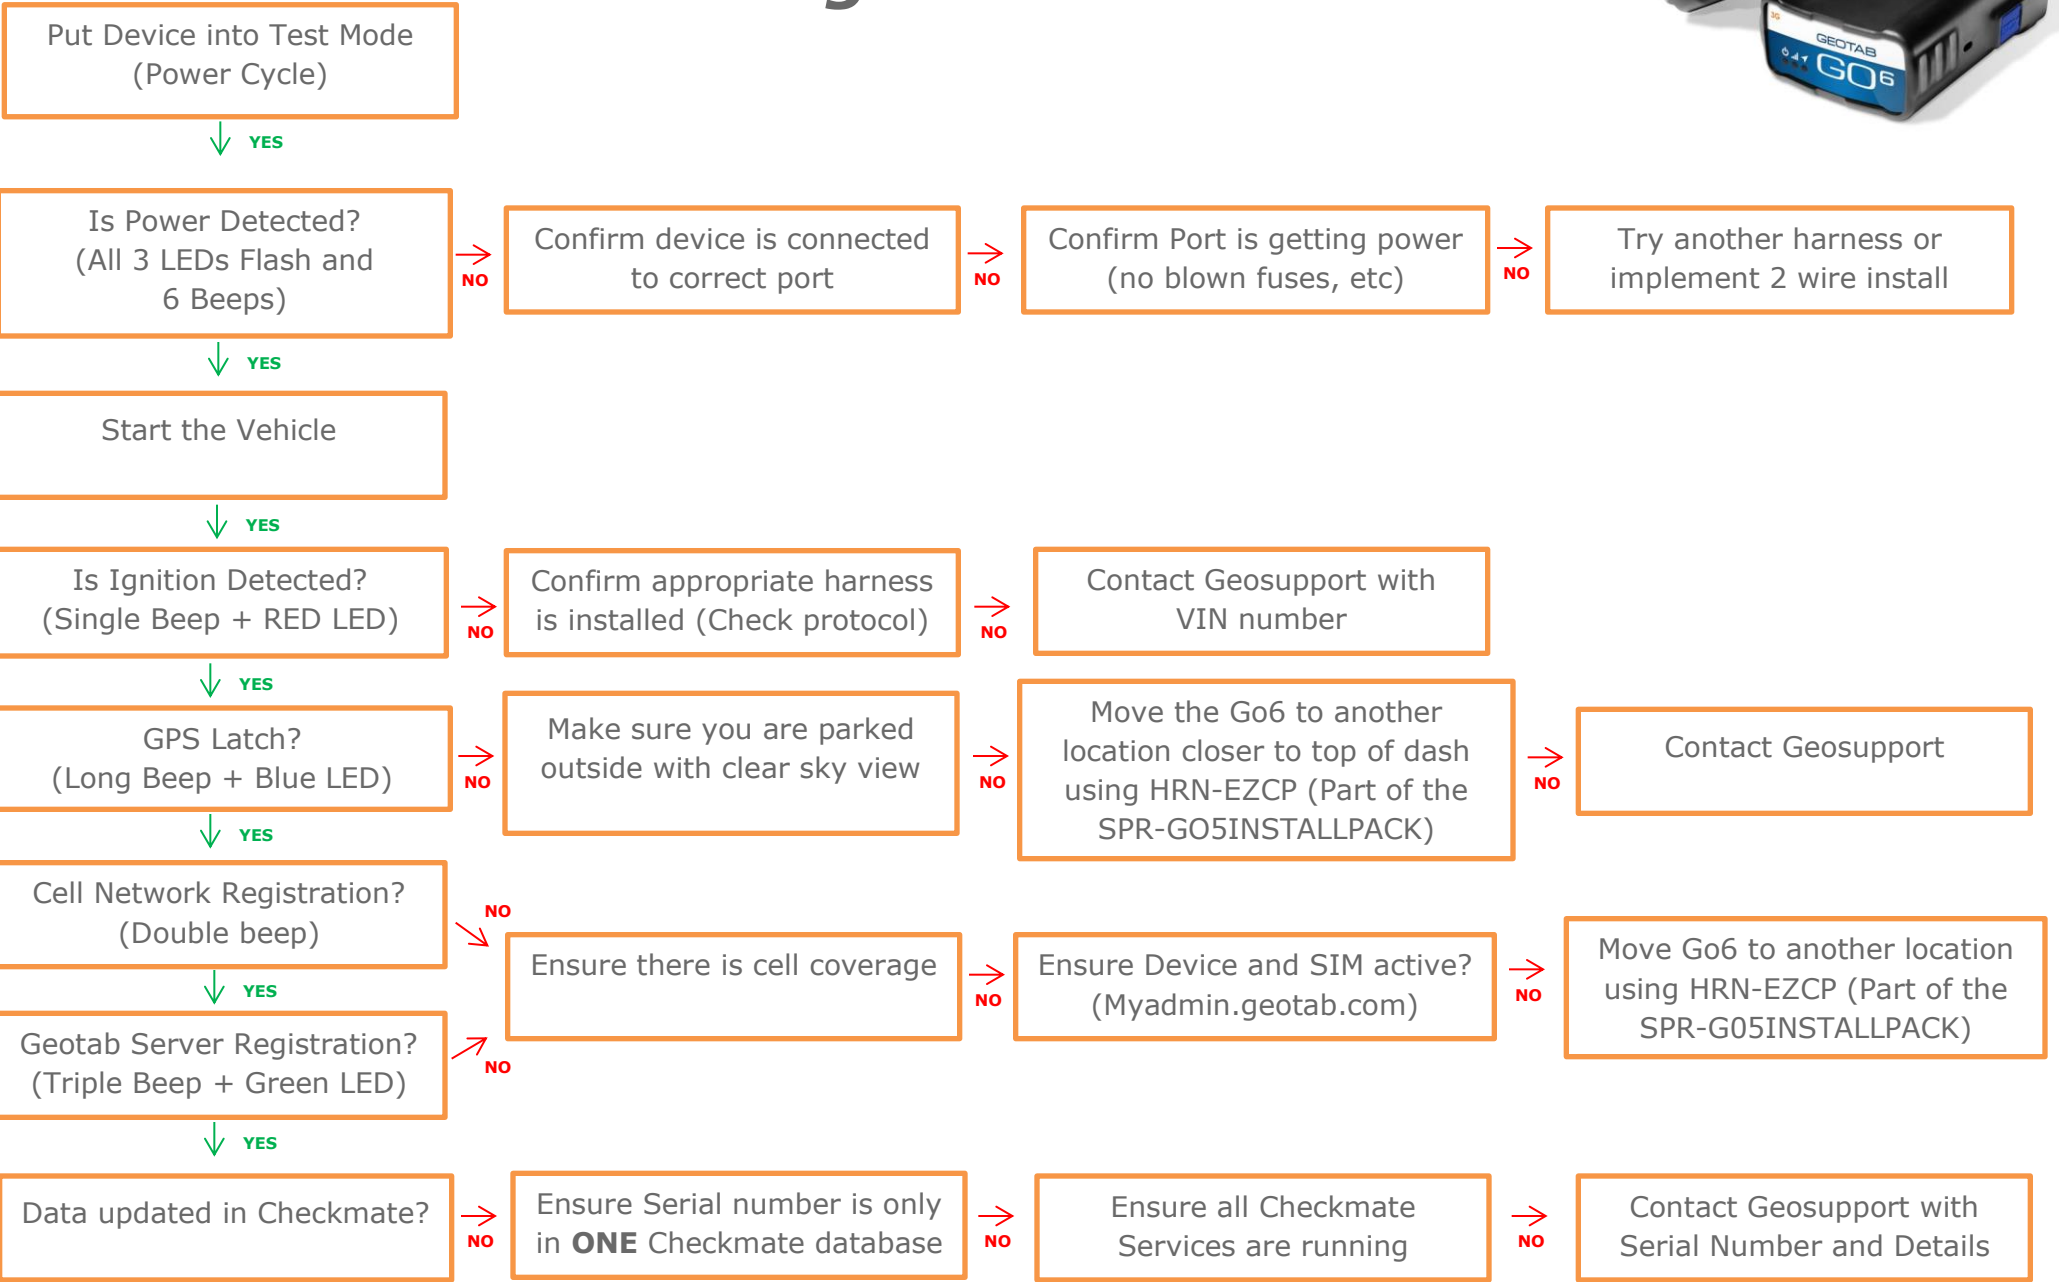 Put Device into Test Mode
(Power Cycle)
3G
GEOTAB
GO6
YES
Is Power Detected?
(All 3 LEDs Flash and
6 Beeps)
NO
Confirm device is connected
to correct port
NO
Confirm Port is getting power
(no blown fuses, etc)
NO
Try another harness or
implement 2 wire install
YES
Start the Vehicle
YES
Is Ignition Detected?
(Single Beep + RED LED)
NO
Confirm appropriate harness
is installed (Check protocol)
NO
Contact Geosupport with
VIN number
YES
GPS Latch?
(Long Beep + Blue LED)
NO
Make sure you are parked
outside with clear sky view
NO
Move the Go6 to another
location closer to top of dash
using HRN-EZCP (Part of the
SPR-GO5INSTALLPACK)
NO
Contact Geosupport
YES
Cell Network Registration?
(Double beep)
NO
Ensure there is cell coverage
NO
Ensure Device and SIM active?
(Myadmin.geotab.com)
NO
Move Go6 to another location
using HRN-EZCP (Part of the
SPR-G05INSTALLPACK)
YES
Geotab Server Registration?
(Triple Beep + Green LED)
NO
YES
Data updated in Checkmate?
NO
Ensure Serial number is only
in ONE Checkmate database
NO
Ensure all Checkmate
Services are running
NO
Contact Geosupport with
Serial Number and Details